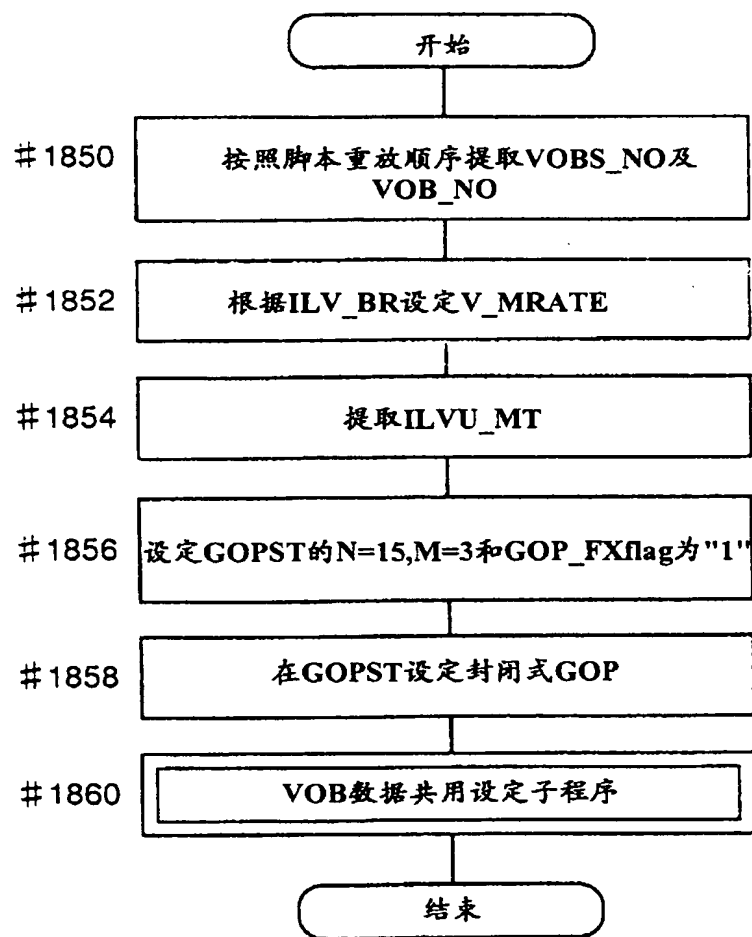 开始
#1850
按照脚本重放顺序提取VOBS_NO及
VOB_NO
#1852
根据ILV_BR设定V_MRATE
#1854
提取ILVU_MT
#1856
设定GOPST的N=15,M=3和GOP_FXflag为"1"
#1858
在GOPST设定封闭式GOP
#1860
VOB数据共用设定子程序
结束